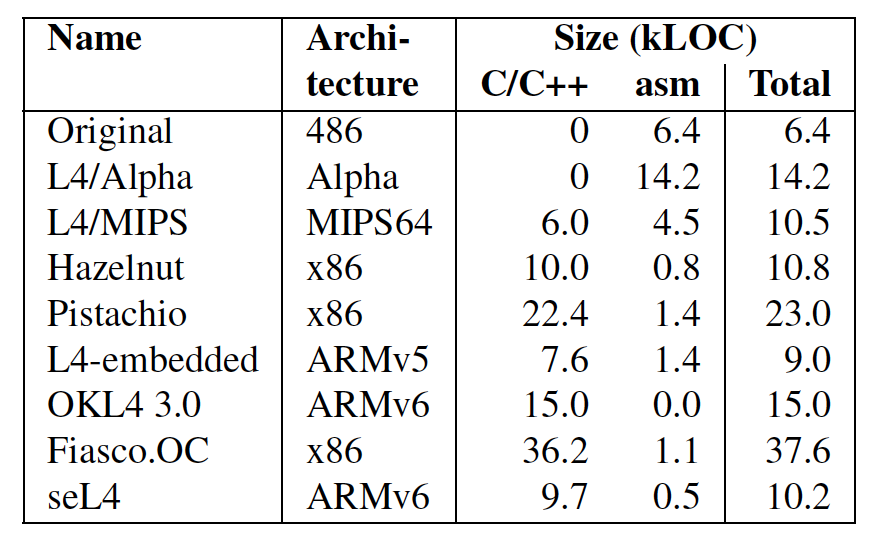 Name Archi- Size (kLOC)
tecture C/C++ asm Total
Original 486 0 6.4 6.4
L4/Alpha Alpha 0 14.2 14.2
L4/MIPS MIPS64 6.0 4.5 10.5
Hazelnut x86 10.0 0.8 10.8
Pistachio x86 22.4 1.4 23.0
L4-embedded ARMv5 7.6 1.4 9.0
OKL4 3.0 ARMv6 15.0 0.0 15.0
Fiasco.OC x86 36.2 1.1 37.6
seL4 ARMv6 9.7 0.5 10.2